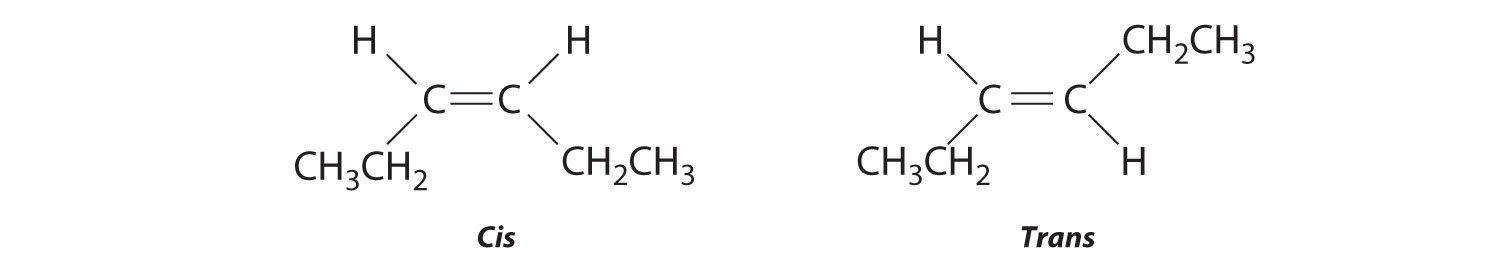 H H H CH₂CH₃
C=C C=C
CH₃CH₂ CH₂CH₃ CH₃CH₂ H
Cis Trans